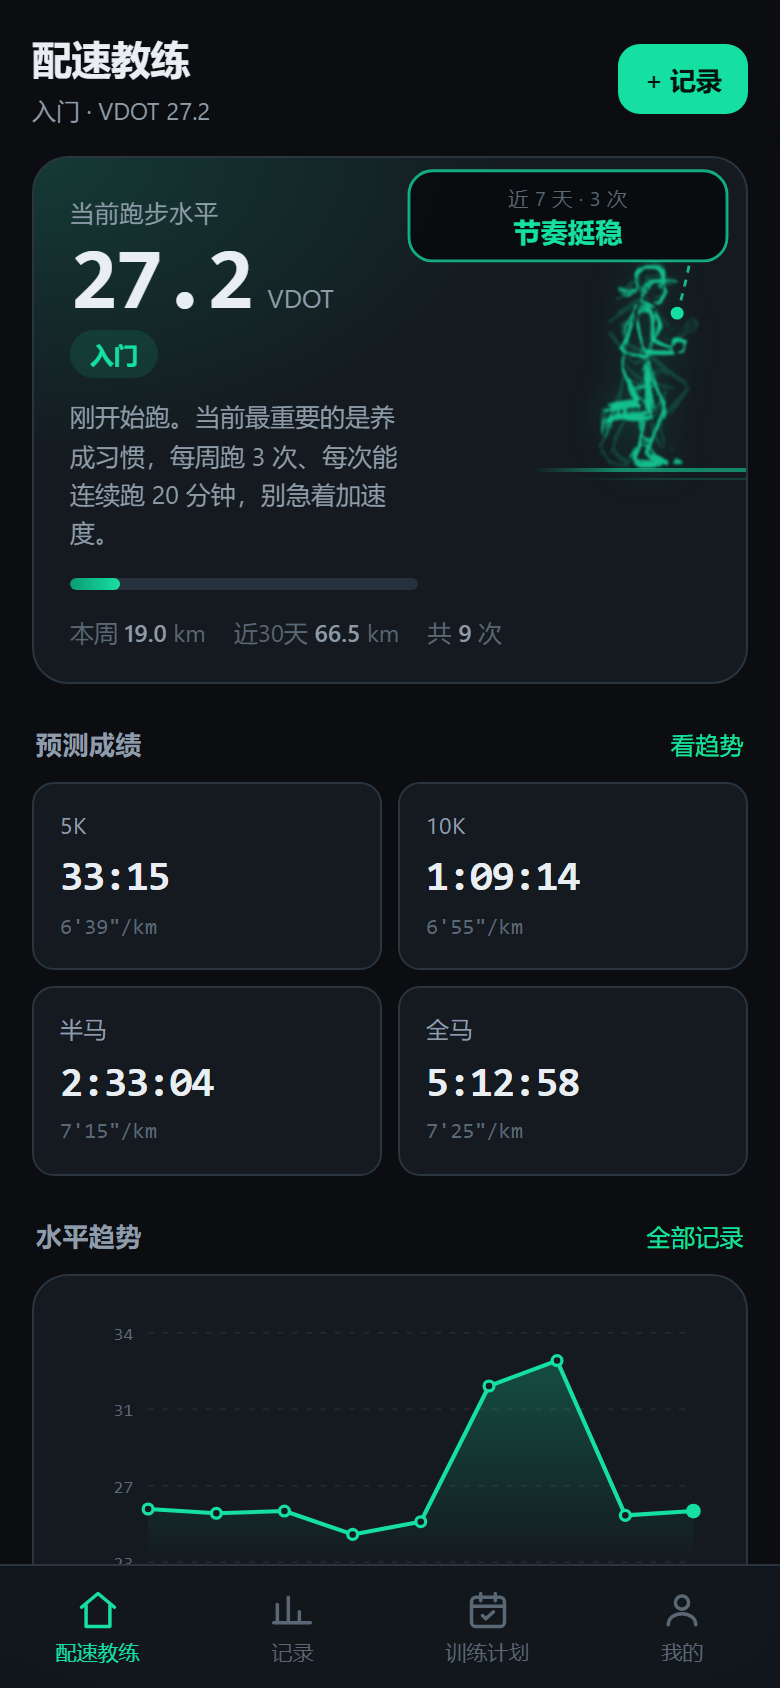 配速教练
入门 · VDOT 27.2
+ 记录
近 7 天 · 3 次
节奏挺稳
当前跑步水平
27.2 VDOT
入门
刚开始跑。当前最重要的是养
成习惯，每周跑 3 次、每次能
连续跑 20 分钟，别急着加速
度。
本周 19.0 km 近30天 66.5 km 共 9 次
预测成绩 看趋势
5K
33:15
6'39"/km
10K
1:09:14
6'55"/km
半马
2:33:04
7'15"/km
全马
5:12:58
7'25"/km
水平趋势 全部记录
34
31
27
23
配速教练 记录 训练计划 我的